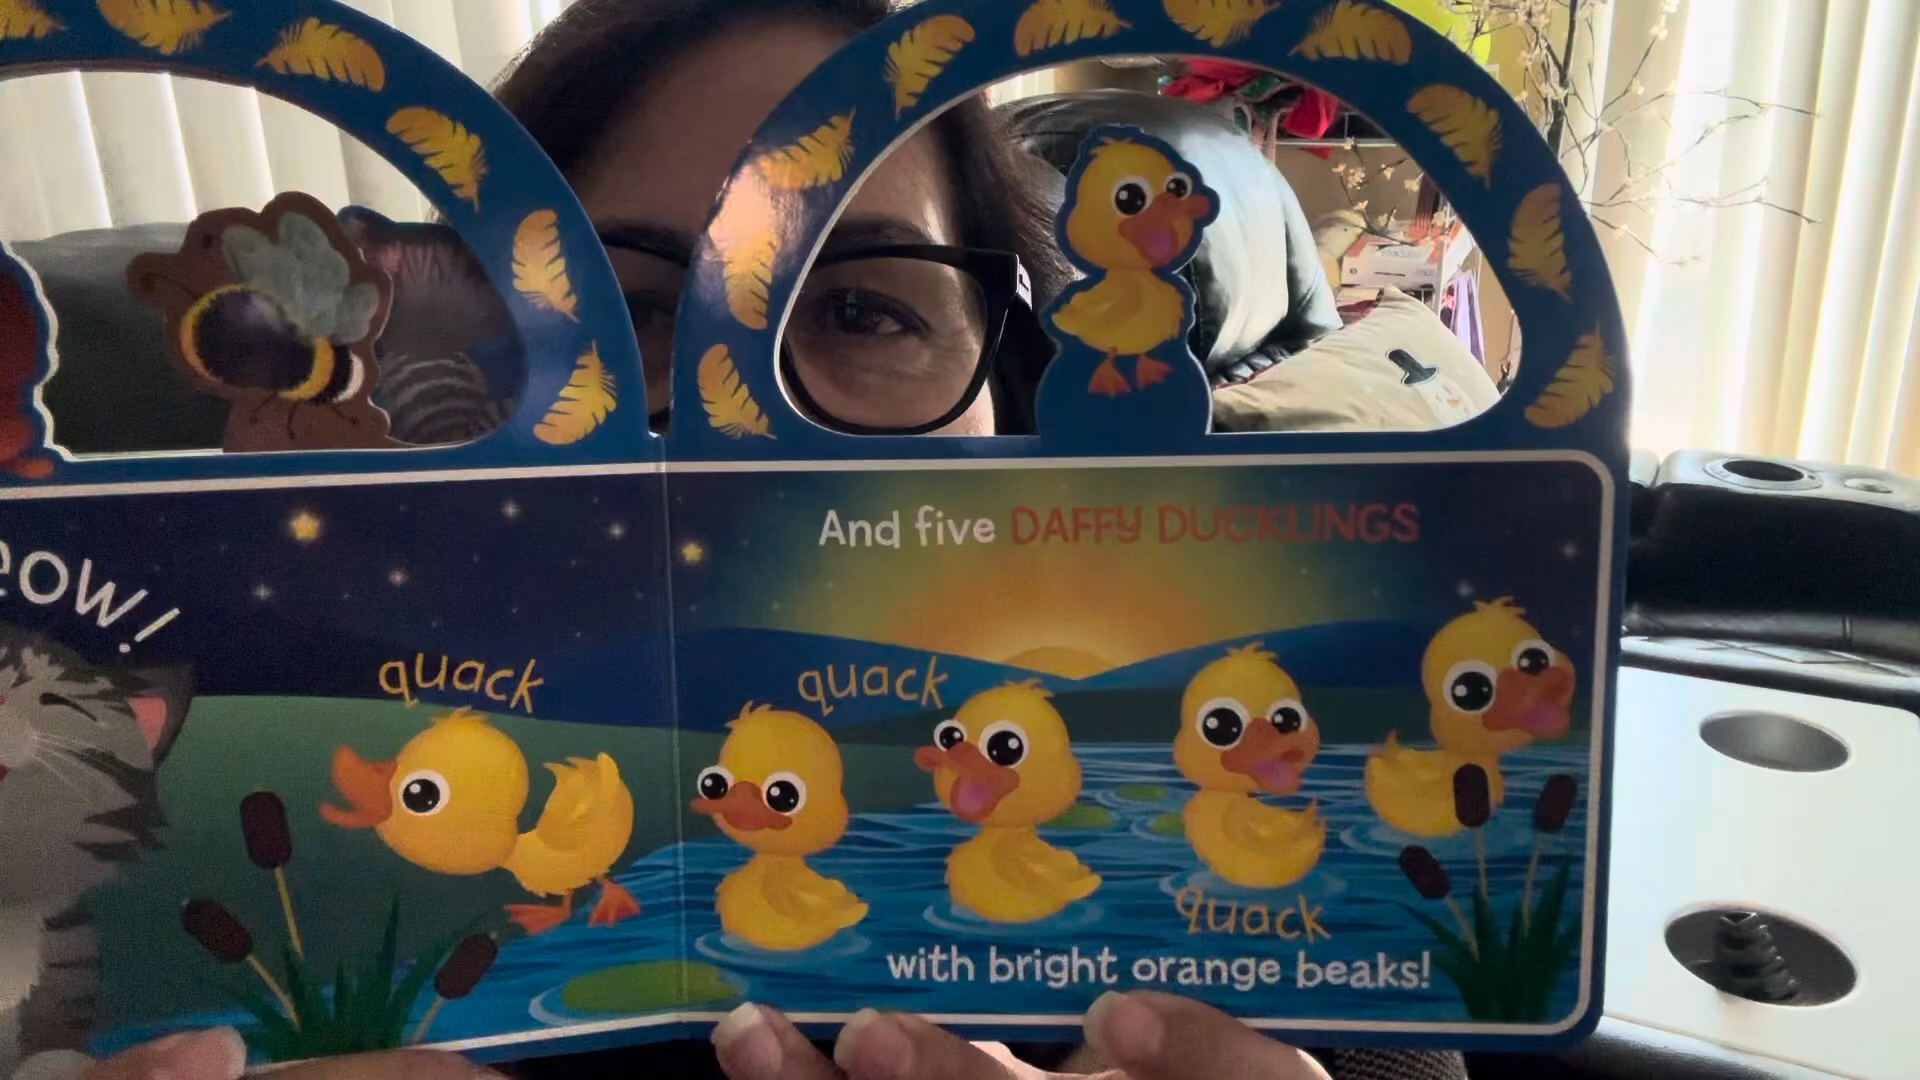 eow!
quack
And five DAFFY DUCKLINGS
quack
quack
with bright orange beaks!